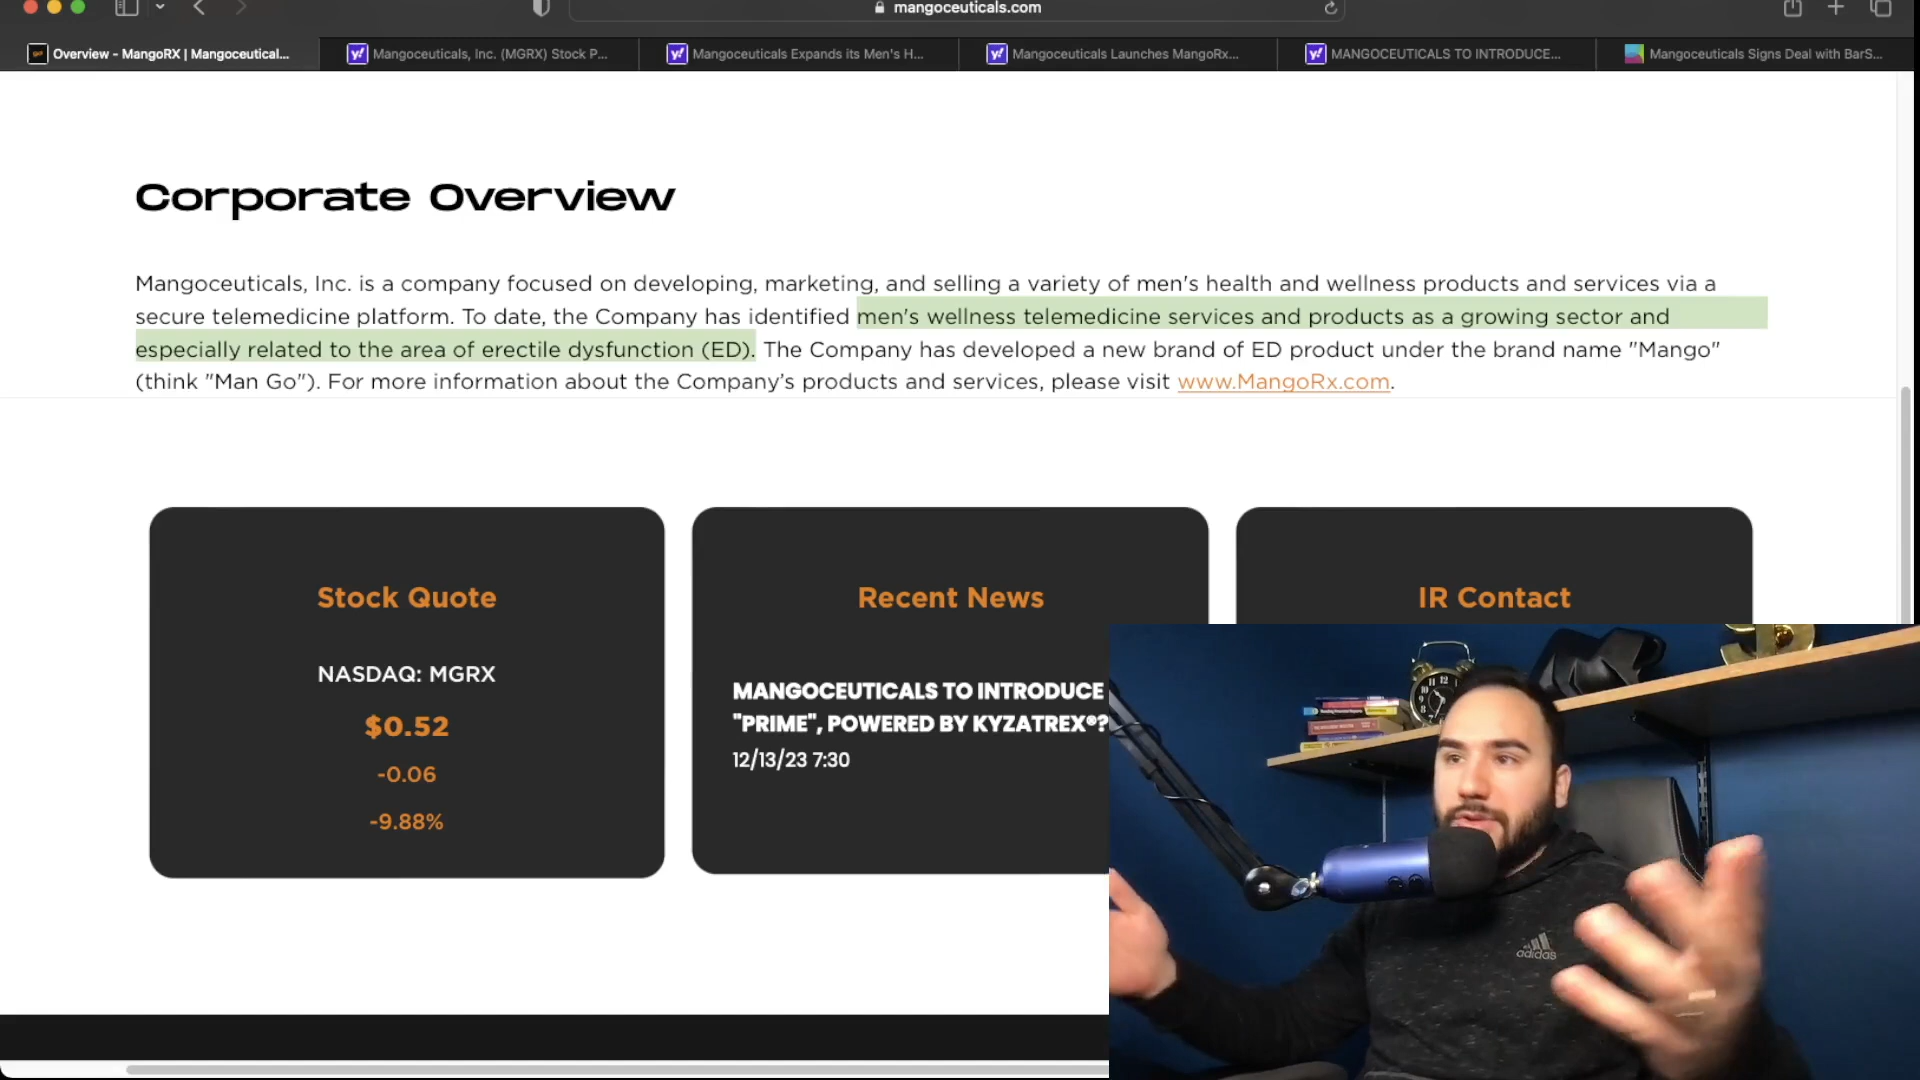 mangoceuticals.com
Overview - MangoRX | Mangoceutical...
Mangoceuticals, Inc. (MGRX) Stock P...
Mangoceuticals Expands its Men's H...
Mangoceuticals Launches MangoRx...
MANGOCEUTICALS TO INTRODUCE...
Mangoceuticals Signs Deal with BarS...
Corporate Overview
Mangoceuticals, Inc. is a company focused on developing, marketing, and selling a variety of men's health and wellness products and services via a
secure telemedicine platform. To date, the Company has identified men's wellness telemedicine services and products as a growing sector and
especially related to the area of erectile dysfunction (ED). The Company has developed a new brand of ED product under the brand name "Mango"
(think "Man Go"). For more information about the Company's products and services, please visit www.MangoRx.com.
Stock Quote
NASDAQ: MGRX
$0.52
-0.06
-9.88%
Recent News
MANGOCEUTICALS TO INTRODUCE
"PRIME", POWERED BY KYZATREX®?
12/13/23 7:30
IR Contact
adidas